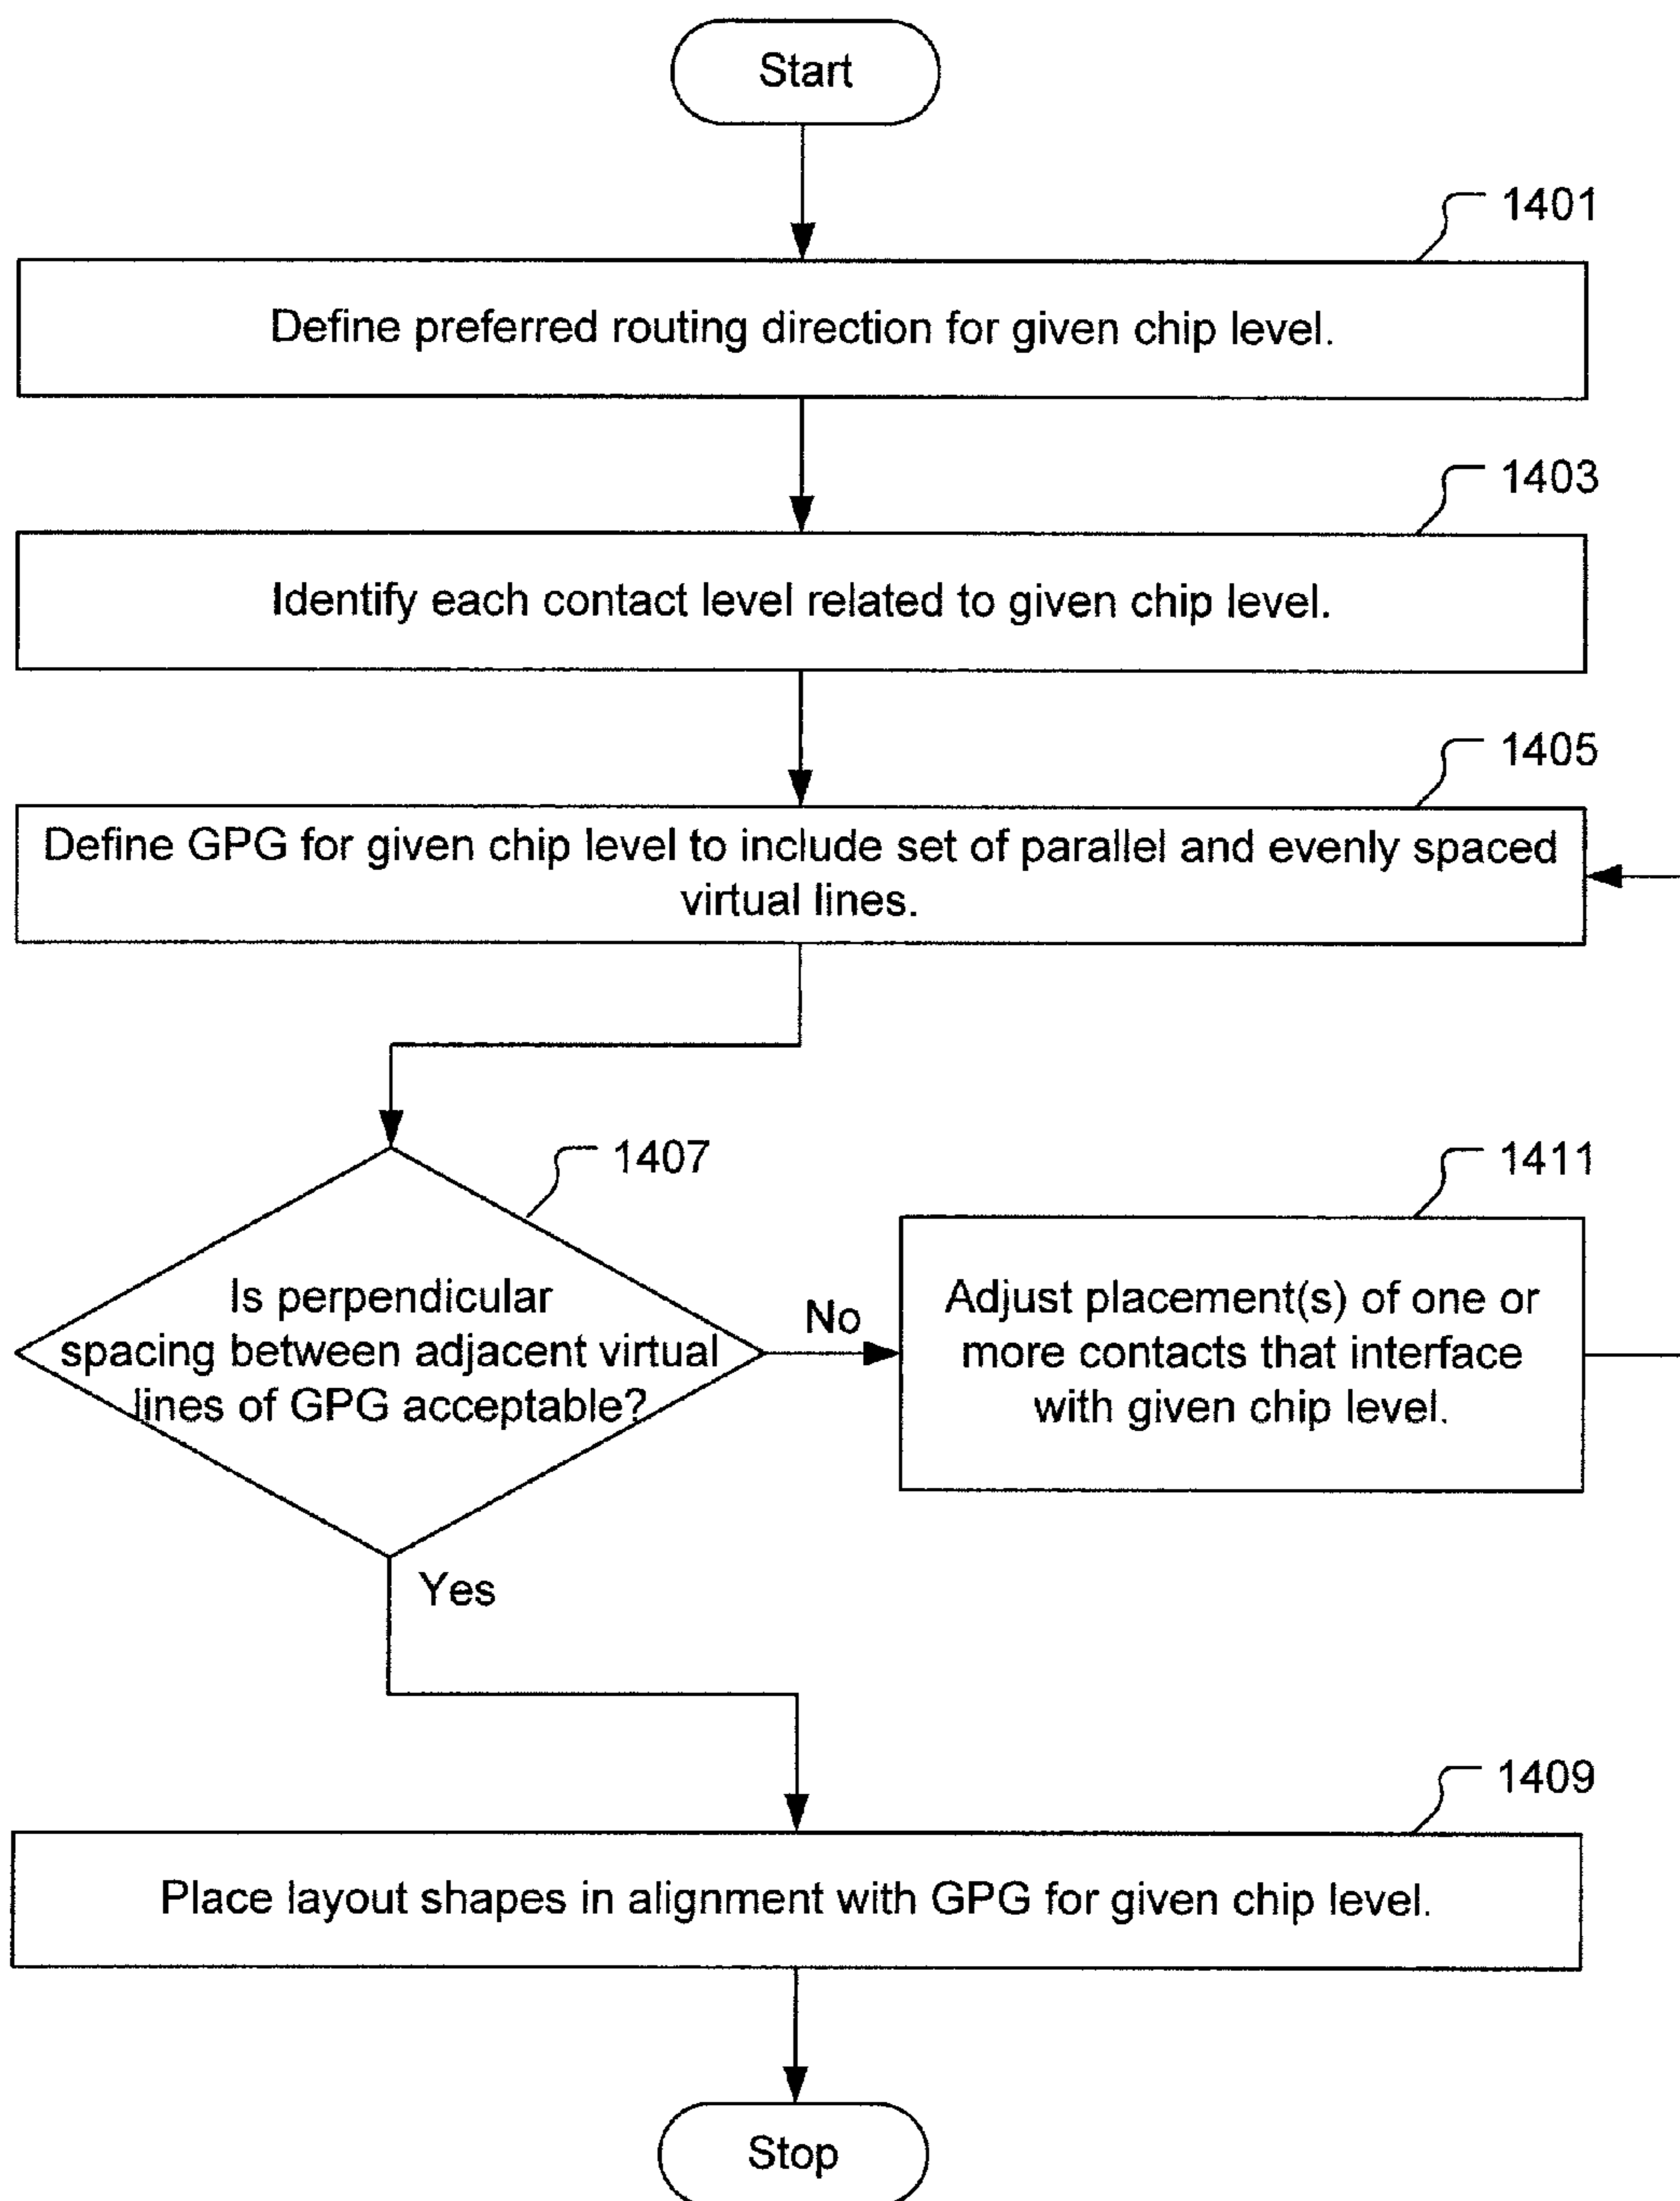 Start
1401
Define preferred routing direction for given chip level.
1403
Identify each contact level related to given chip level.
1405
Define GPG for given chip level to include set of parallel and evenly spaced
virtual lines.
1407
Is perpendicular
spacing between adjacent virtual
lines of GPG acceptable?
No
1411
Adjust placement(s) of one or
more contacts that interface
with given chip level.
Yes
1409
Place layout shapes in alignment with GPG for given chip level.
Stop